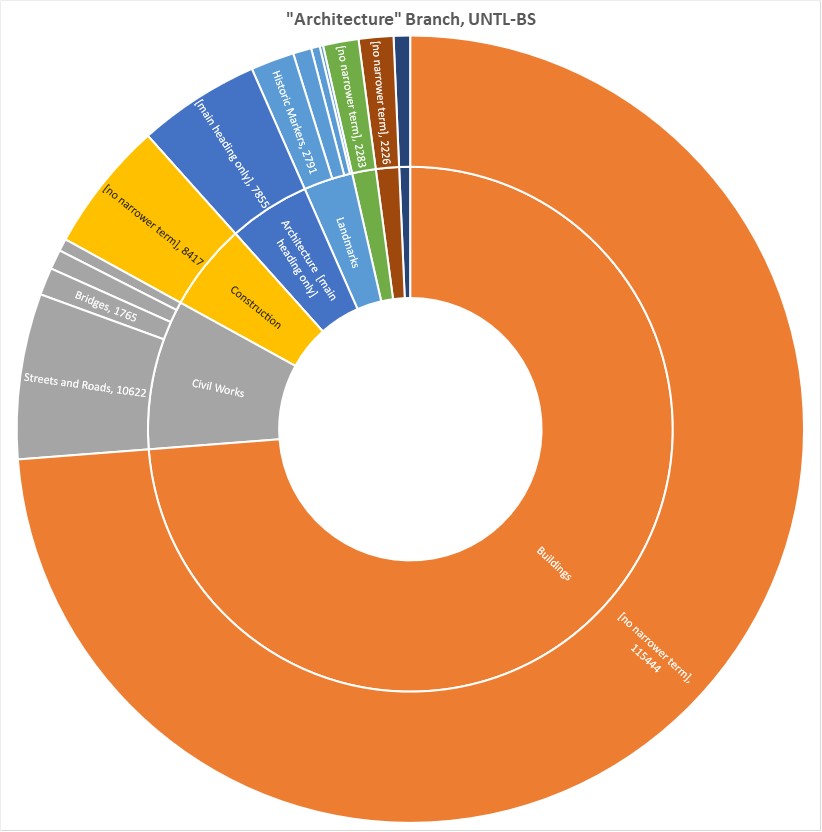 "Architecture" Branch, UNTL-BS
[no narrower term], 2226
[no narrower term], 2283
Historic Markers, 2791
[main heading only], 7855
[no narrower term], 8417
Bridges, 1765
Streets and Roads, 10622
Landmarks
Architecture [main
heading only]
Construction
Civil Works
Buildings
[no narrower term],
115444